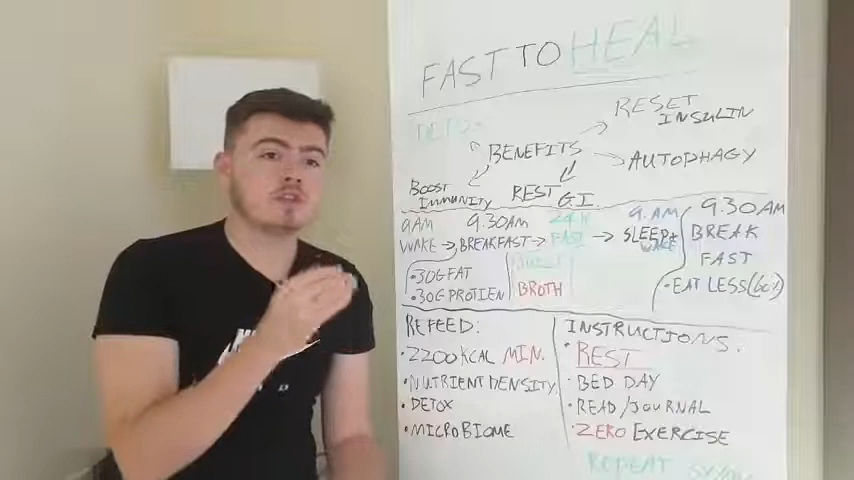 FAST TO HEAL
RESET
INSULIN
BENEFITS
AUTOPHAGY
BOOST
IMMUNITY
REST
G.I.
9AM
WAKE → BREAKFAST →
9.30AM
24H
FAST →
9.AM
SLEEP +
WAKE
9.30AM
BREAK
FAST
• EAT LESS (60%)
• 30G FAT
• 30G PROTIEN
BROTH
REFEED:
• 2200KCAL MIN.
• NUTRIENT DENSITY.
• DETOX
• MICROBIOME
INSTRUCTIONS.
• REST
• BED DAY
• READ/JOURNAL
• ZERO EXERCISE
REPEAT